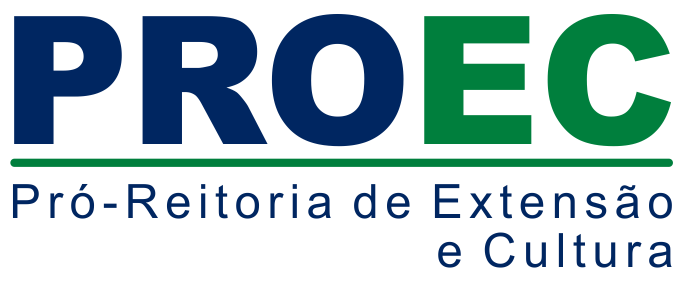 PROEC
Pró-Reitoria de Extensão
e Cultura